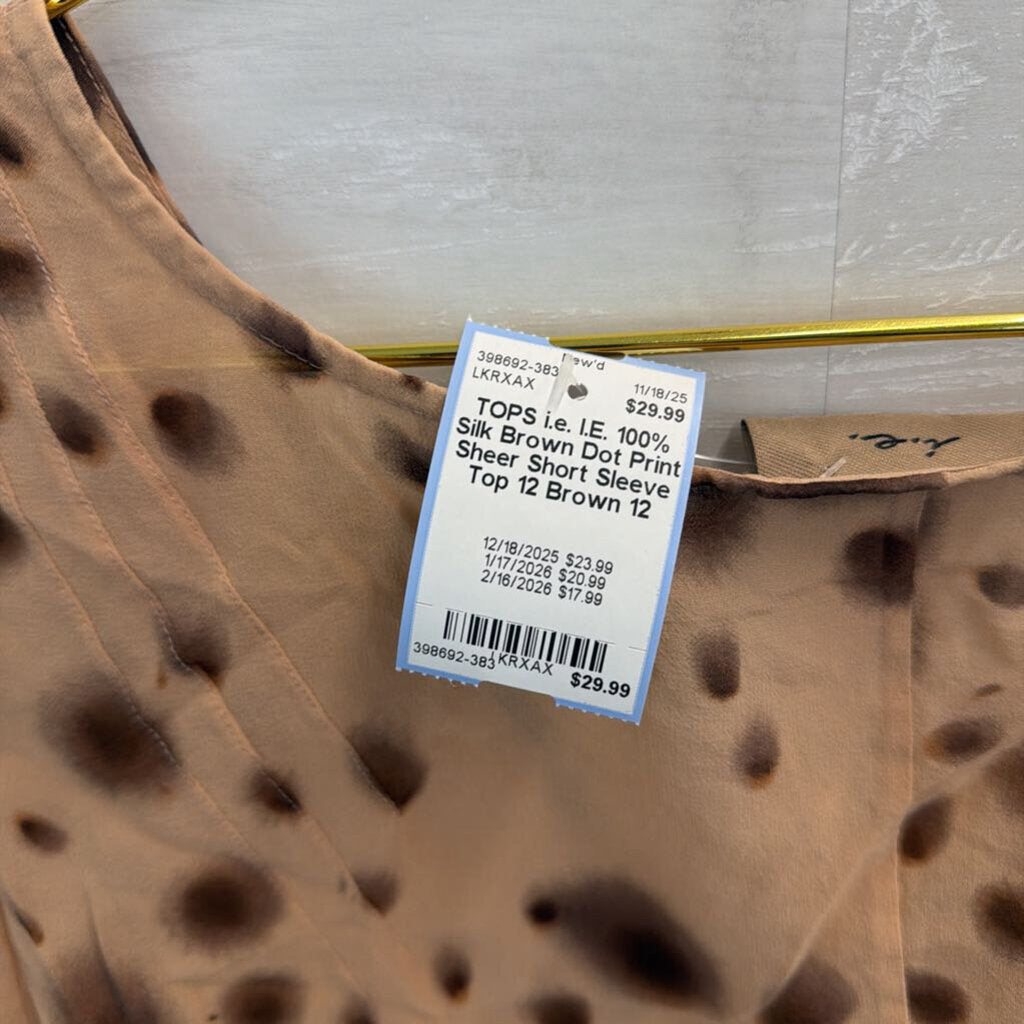 New'd
398692-383
LKRXAX
11/18/25
$29.99
TOPS i.e. I.E. 100%
Silk Brown Dot Print
Sheer Short Sleeve
Top 12 Brown 12
12/18/2025 $23.99
1/17/2026 $20.99
2/16/2026 $17.99
398692-383
LKRXAX
$29.99
i.e.